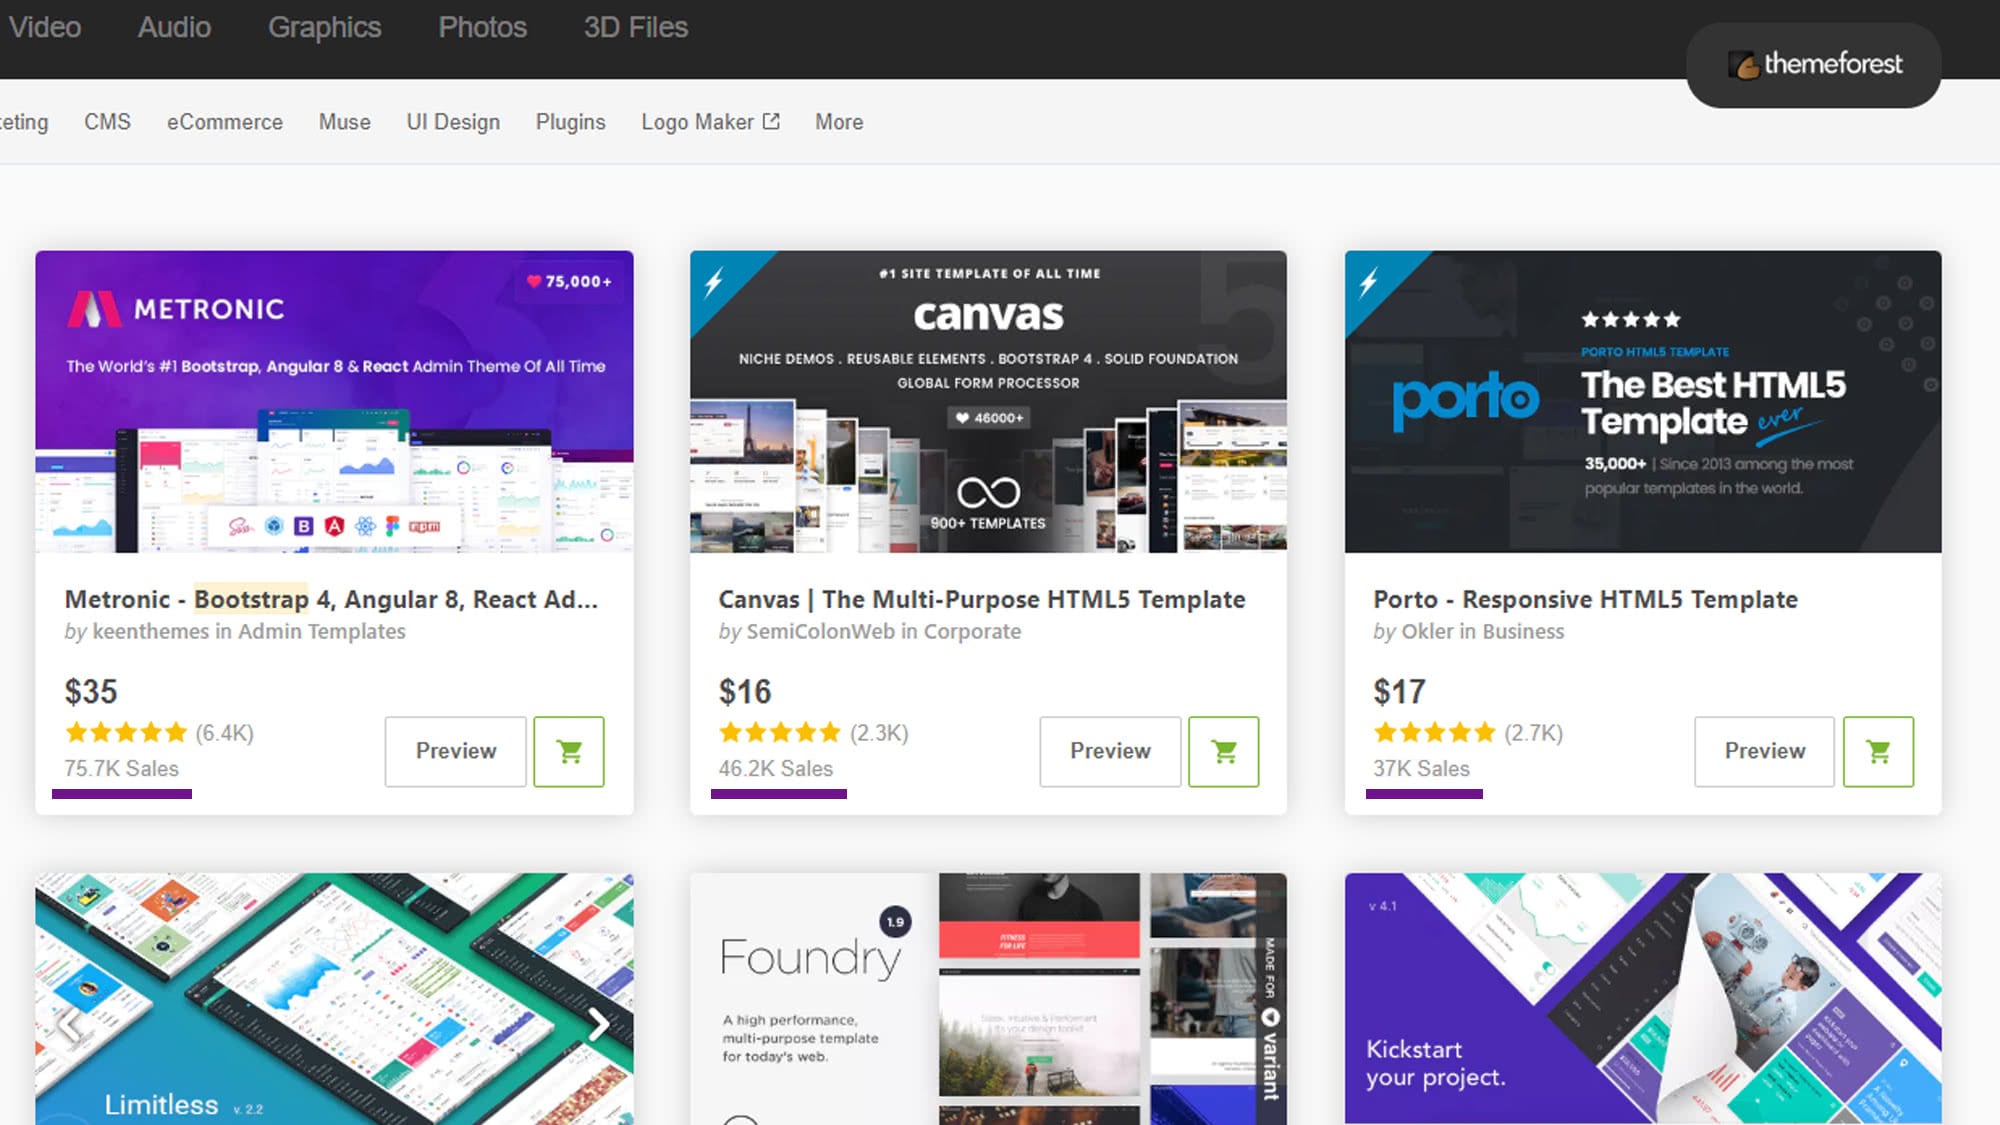 Video Audio Graphics Photos 3D Files
themeforest
keting CMS eCommerce Muse UI Design Plugins Logo Maker More
75,000+
METRONIC
The World's #1 Bootstrap, Angular 8 & React Admin Theme Of All Time
Sass
B
A
npm
Metronic - Bootstrap 4, Angular 8, React Ad...
by keenthemes in Admin Templates
$35
(6.4K)
75.7K Sales
Preview
#1 SITE TEMPLATE OF ALL TIME
5
canvas
NICHE DEMOS . REUSABLE ELEMENTS . BOOTSTRAP 4 . SOLID FOUNDATION
GLOBAL FORM PROCESSOR
46000+
900+ TEMPLATES
Canvas | The Multi-Purpose HTML5 Template
by SemiColonWeb in Corporate
$16
(2.3K)
46.2K Sales
Preview
porto
PORTO HTML5 TEMPLATE
The Best HTML5
Template ever
35,000+ | Since 2013 among the most
popular templates in the world.
Porto - Responsive HTML5 Template
by Okler in Business
$17
(2.7K)
37K Sales
Preview
Limitless v. 2.2
1.9
Foundry
A high performance,
multi-purpose template
for today's web.
FITNESS
FOR LIFE
MADE FOR variant
v 4.1
Kickstart
your project.